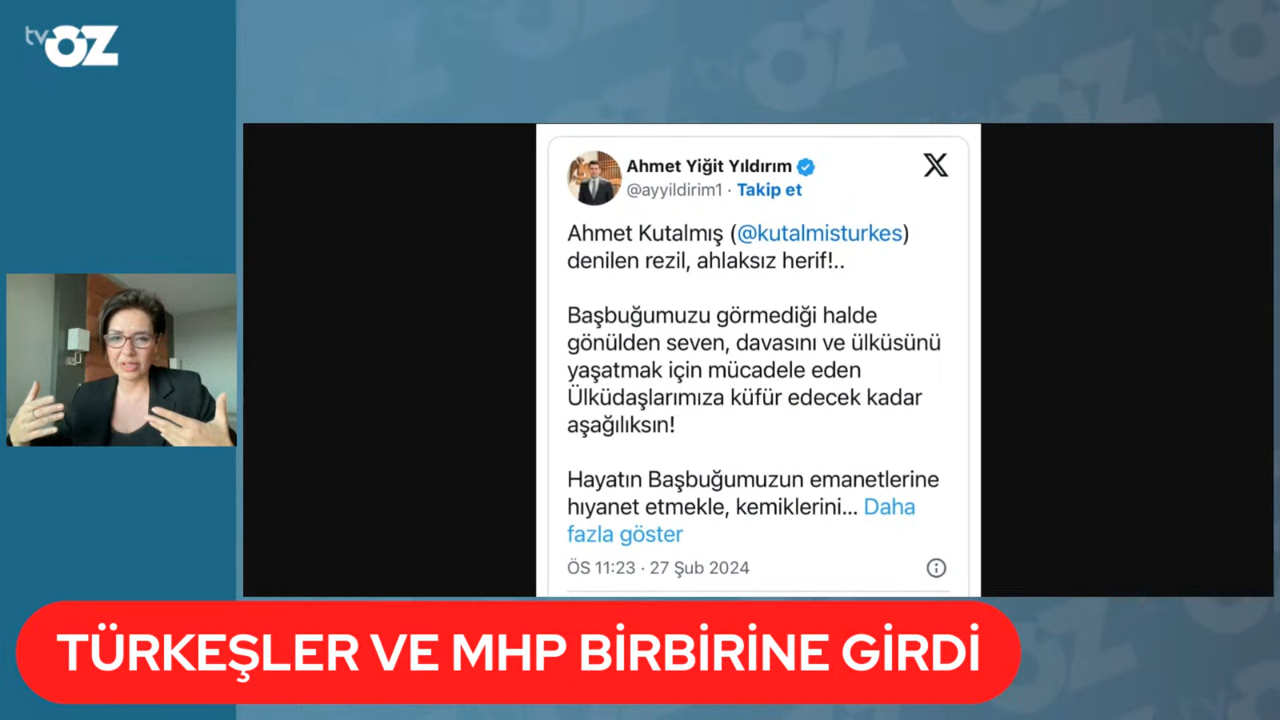 tv ÖZ
Ahmet Yiğit Yıldırım
@ayyildirim1 · Takip et
Ahmet Kutalmış (@kutalmisturkes)
denilen rezil, ahlaksız herif!..
Başbuğumuzu görmediği halde
gönülden seven, davasını ve ülküsünü
yaşatmak için mücadele eden
Ülküdaşlarımıza küfür edecek kadar
aşağılıksın!
Hayatın Başbuğumuzun emanetlerine
hıyanet etmekle, kemiklerini... Daha
fazla göster
ÖS 11:23 · 27 Şub 2024
TÜRKEŞLER VE MHP BİRBİRİNE GİRDİ